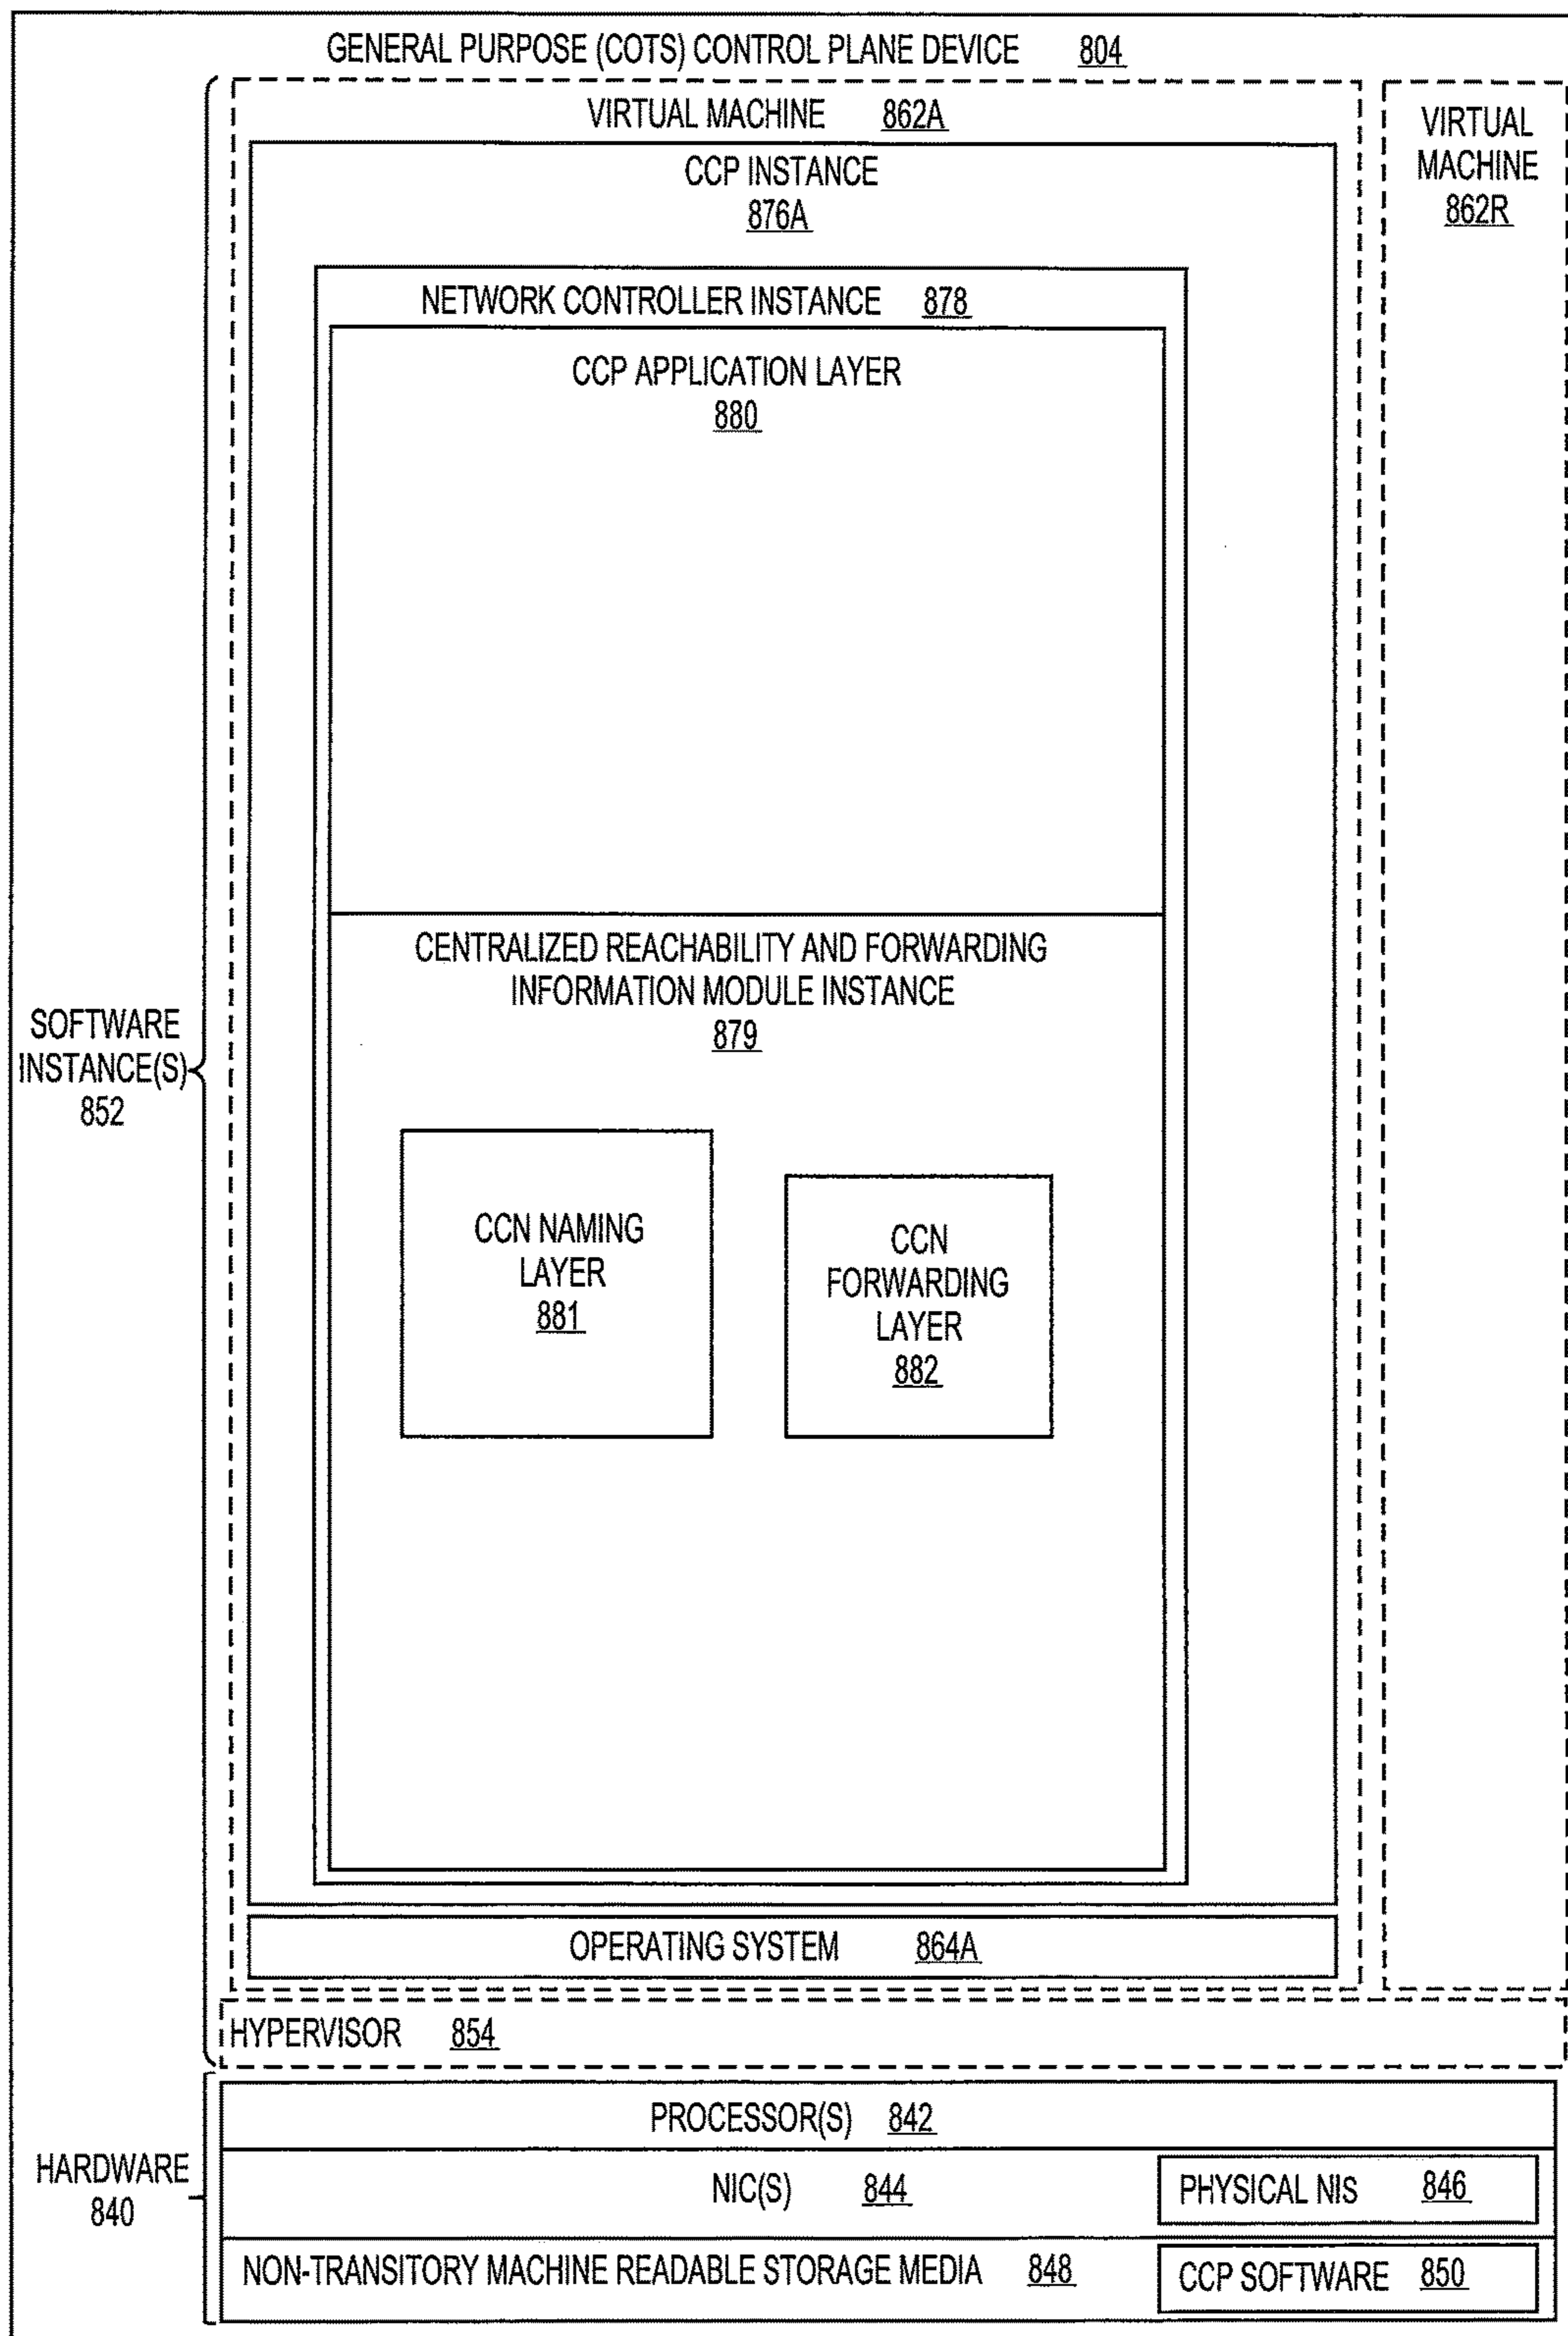 GENERAL PURPOSE (COTS) CONTROL PLANE DEVICE 804
VIRTUAL MACHINE 862A
VIRTUAL
MACHINE
862R
CCP INSTANCE
876A
NETWORK CONTROLLER INSTANCE 878
CCP APPLICATION LAYER
880
CENTRALIZED REACHABILITY AND FORWARDING
INFORMATION MODULE INSTANCE
879
SOFTWARE
INSTANCE(S)
852
CCN NAMING
LAYER
881
CCN
FORWARDING
LAYER
882
OPERATING SYSTEM 864A
HYPERVISOR 854
HARDWARE
840
PROCESSOR(S) 842
NIC(S) 844
PHYSICAL NIS 846
NON-TRANSITORY MACHINE READABLE STORAGE MEDIA 848
CCP SOFTWARE 850